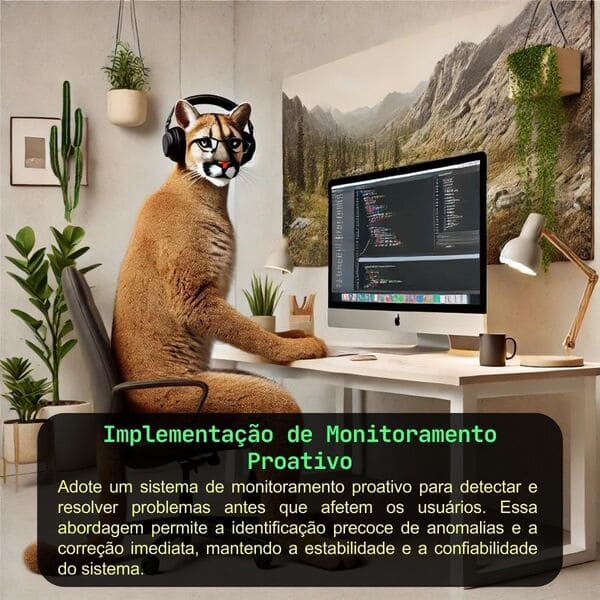 Implementação de Monitoramento
Proativo
Adote um sistema de monitoramento proativo para detectar e
resolver problemas antes que afetem os usuários. Essa
abordagem permite a identificação precoce de anomalias e a
correção imediata, mantendo a estabilidade e a confiabilidade
do sistema.